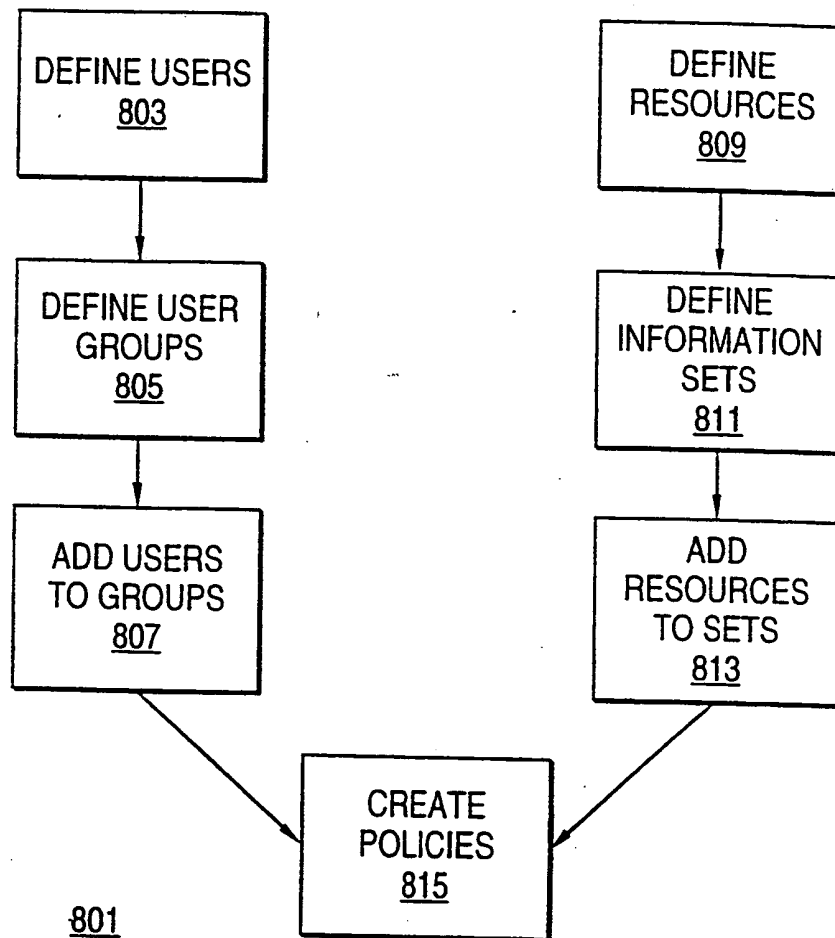 DEFINE USERS
803
DEFINE
RESOURCES
809
DEFINE USER
GROUPS
805
DEFINE
INFORMATION
SETS
811
ADD USERS
TO GROUPS
807
ADD
RESOURCES
TO SETS
813
CREATE
POLICIES
815
801